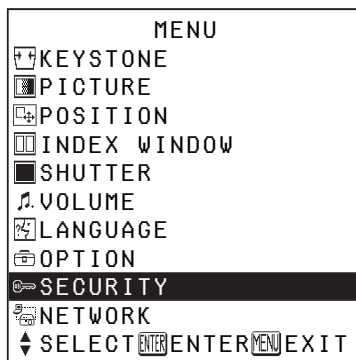 MENU
KEYSTONE
PICTURE
POSITION
INDEX WINDOW
SHUTTER
VOLUME
LANGUAGE
OPTION
SECURITY
NETWORK
SELECT ENTER ENTER MENU EXIT